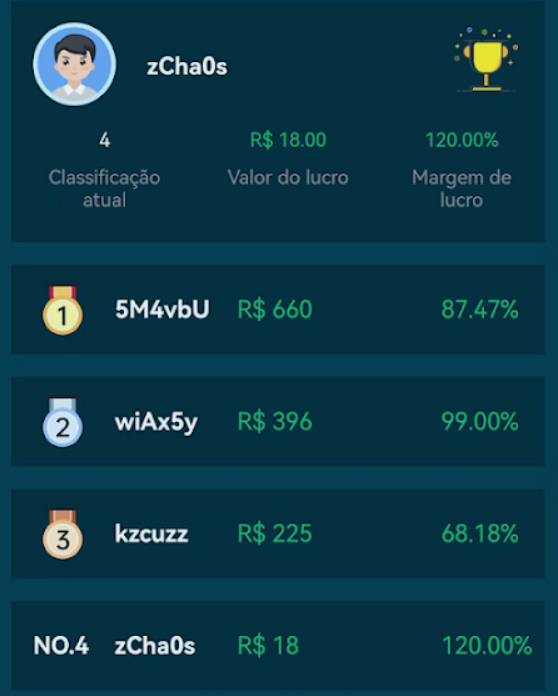 zCha0s
4 R$ 18.00 120.00%
Classificação Valor do lucro Margem de
atual lucro
1 5M4vbU R$ 660 87.47%
2 wiAx5y R$ 396 99.00%
3 kzcuzz R$ 225 68.18%
NO.4 zCha0s R$ 18 120.00%